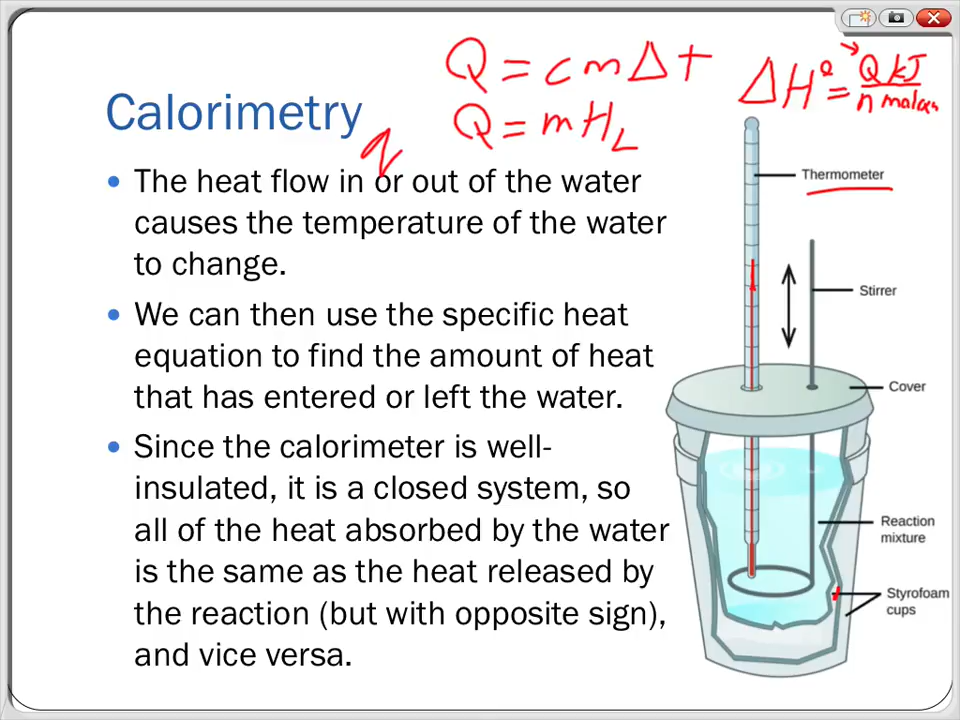 Q = cmΔt
ΔH° = Q kJ / n
Calorimetry
Q = mH_L
q
• The heat flow in or out of the water
causes the temperature of the water
to change.
• We can then use the specific heat
equation to find the amount of heat
that has entered or left the water.
• Since the calorimeter is well-
insulated, it is a closed system, so
all of the heat absorbed by the water
is the same as the heat released by
the reaction (but with opposite sign),
and vice versa.
Thermometer
Stirrer
Cover
Reaction
mixture
Styrofoam
cups